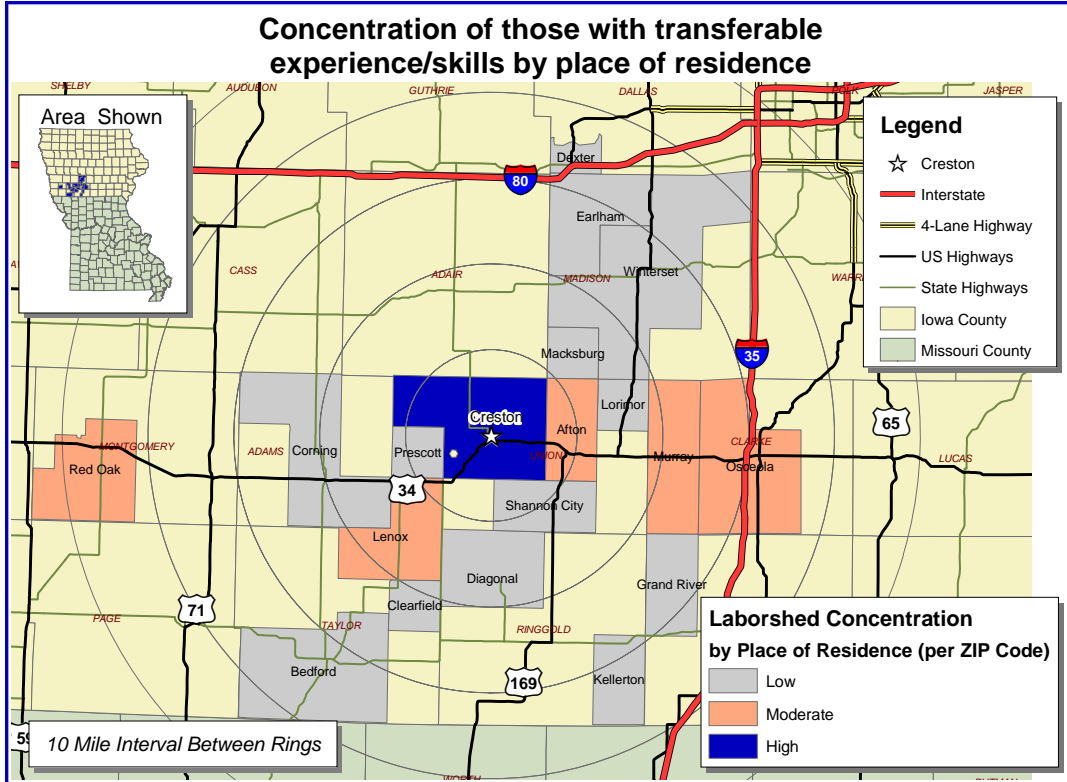 Concentration of those with transferable
experience/skills by place of residence
SHELBY
AUDUBON
GUTHRIE
DALLAS
POLK
JASPER
Area Shown
Legend
Creston
Interstate
4-Lane Highway
US Highways
State Highways
Iowa County
Missouri County
Dexter
80
Earlham
CASS
ADAIR
MADISON
Winterset
WARR
Macksburg
35
Lorimor
Creston
65
Afton
MONTGOMERY
Red Oak
ADAMS
Corning
Prescott
UNION
Murray
CLARKE
Osceola
LUCAS
34
Shannon City
Lenox
Diagonal
Grand River
Clearfield
71
PAGE
TAYLOR
RINGGOLD
Bedford
169
Kellerton
Laborshed Concentration
by Place of Residence (per ZIP Code)
Low
Moderate
High
59
10 Mile Interval Between Rings
WORTH